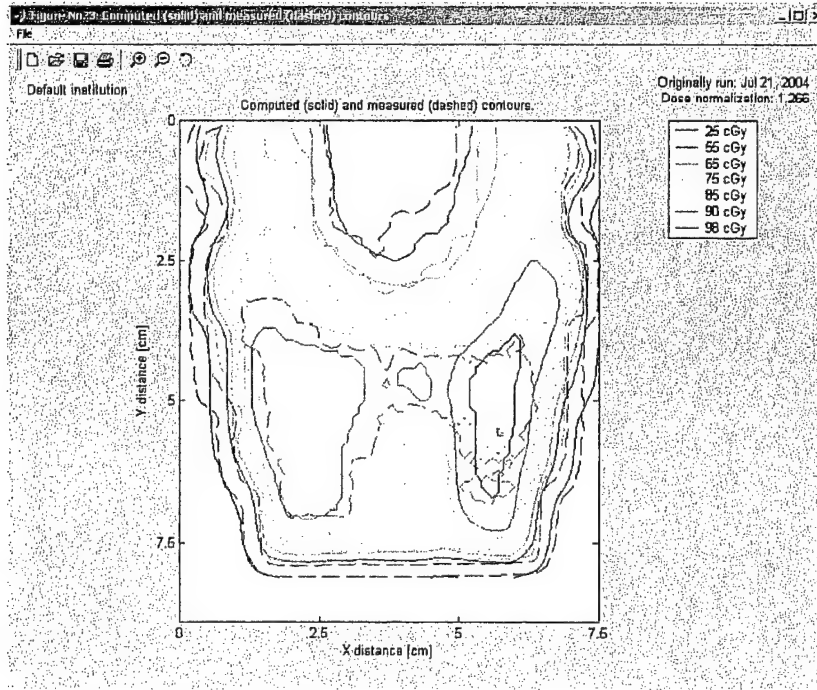 Figure No. 3: Computed (solid) and measured (dashed) contours
File
Default institution
Originally run: Jul 21, 2004
Dose normalization: 1.266
Computed (solid) and measured (dashed) contours.
25 cGy
55 cGy
65 cGy
75 cGy
85 cGy
90 cGy
98 cGy
0
2.5
5
7.5
Y distance [cm]
0
2.5
5
7.5
X distance [cm]